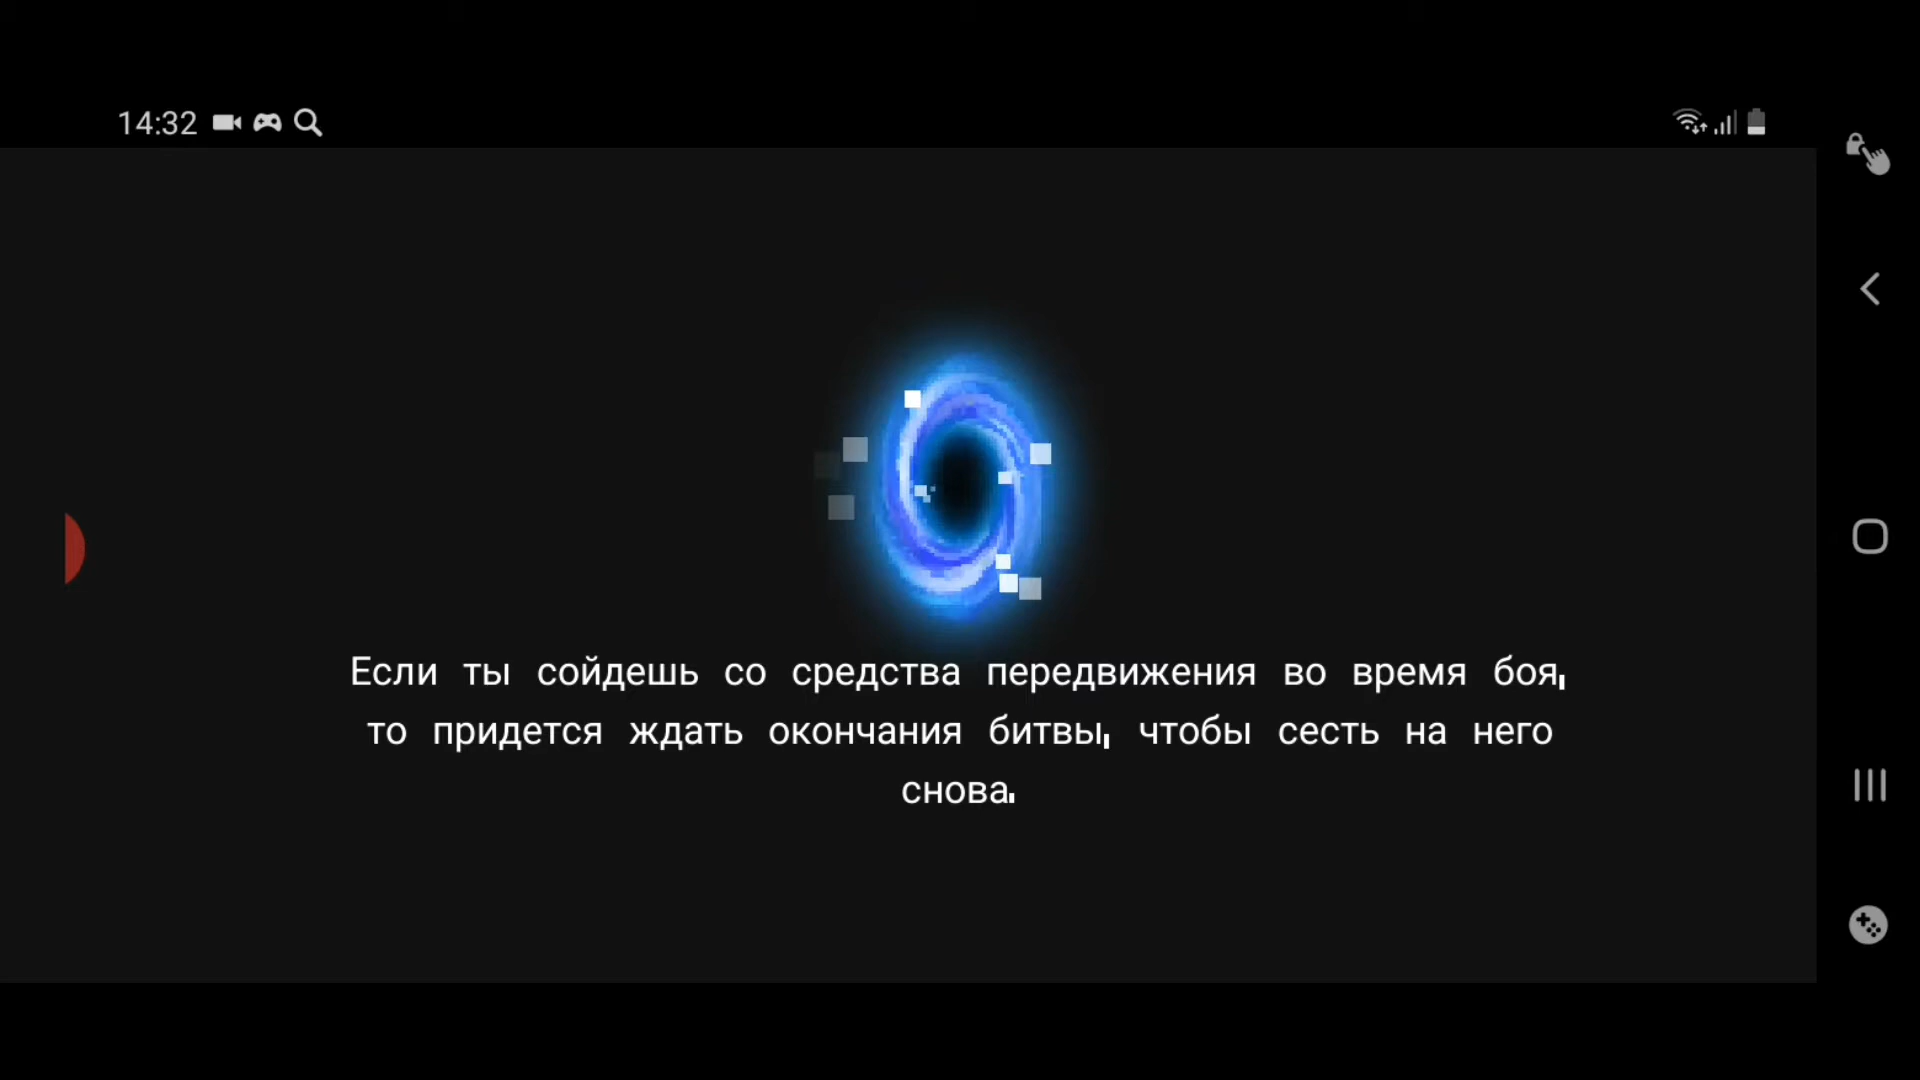 14:32
Если ты сойдешь со средства передвижения во время боя,
то придется ждать окончания битвы, чтобы сесть на него
снова.